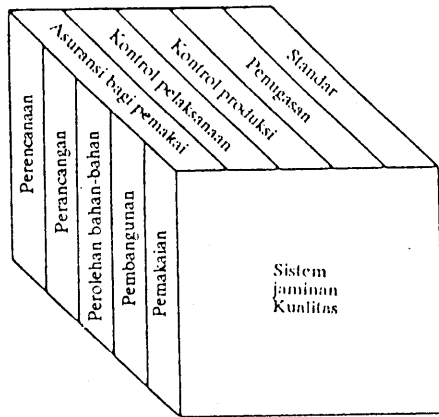 Asuransi bagi pemakai
Kontrol pelaksanaan
Kontrol produksi
Penugasan
Standar
Perencanaan
Perancangan
Perolehan bahan-bahan
Pembangunan
Pemakaian
Sistem
jaminan
Kualitas